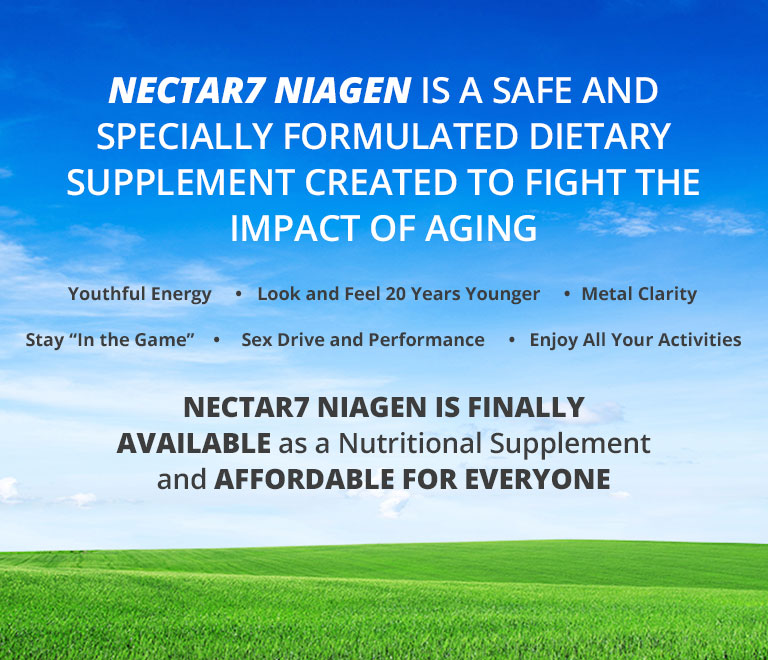 NECTAR7 NIAGEN IS A SAFE AND
SPECIALLY FORMULATED DIETARY
SUPPLEMENT CREATED TO FIGHT THE
IMPACT OF AGING
Youthful Energy • Look and Feel 20 Years Younger • Metal Clarity
Stay “In the Game” • Sex Drive and Performance • Enjoy All Your Activities
NECTAR7 NIAGEN IS FINALLY
AVAILABLE as a Nutritional Supplement
and AFFORDABLE FOR EVERYONE